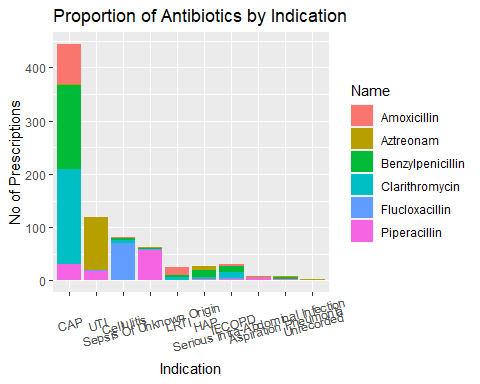 Proportion of Antibiotics by Indication
No of Prescriptions
400
300
200
100
0
CAP
UTI
Cellulitis
Sepsis Of Unknown Origin
LRTI
HAP
IECOPD
Serious Intra Abdominal Infection
Aspiration Pneumonia
Unrecorded
Indication
Name
Amoxicillin
Aztreonam
Benzylpenicillin
Clarithromycin
Flucloxacillin
Piperacillin